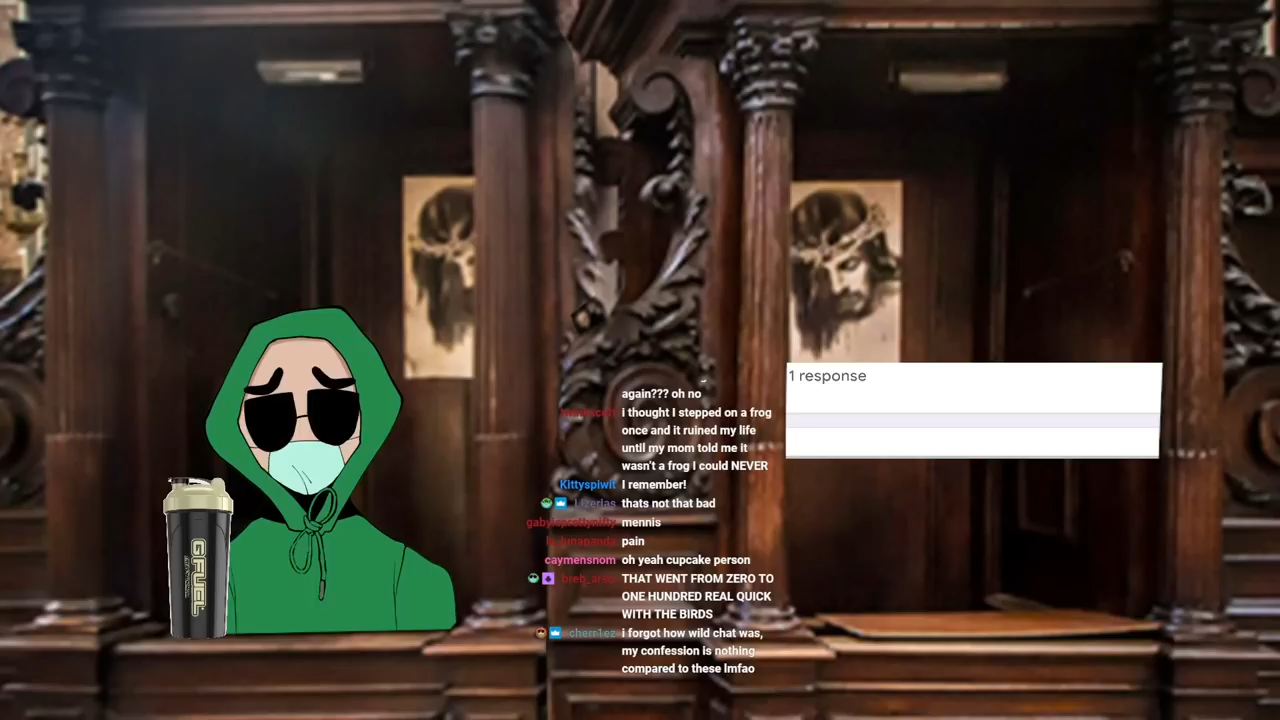 again??? oh no
i thought I stepped on a frog
once and it ruined my life
until my mom told me it
wasn't a frog I could NEVER
Kittyspiwit I remember!
thats not that bad
mennis
pain
caymensnom oh yeah cupcake person
THAT WENT FROM ZERO TO
ONE HUNDRED REAL QUICK
WITH THE BIRDS
cherr1ez i forgot how wild chat was,
my confession is nothing
compared to these lmfao
1 response
GFUEL